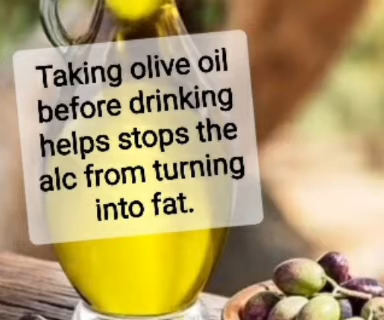 Taking olive oil
before drinking
helps stops the
alc from turning
into fat.